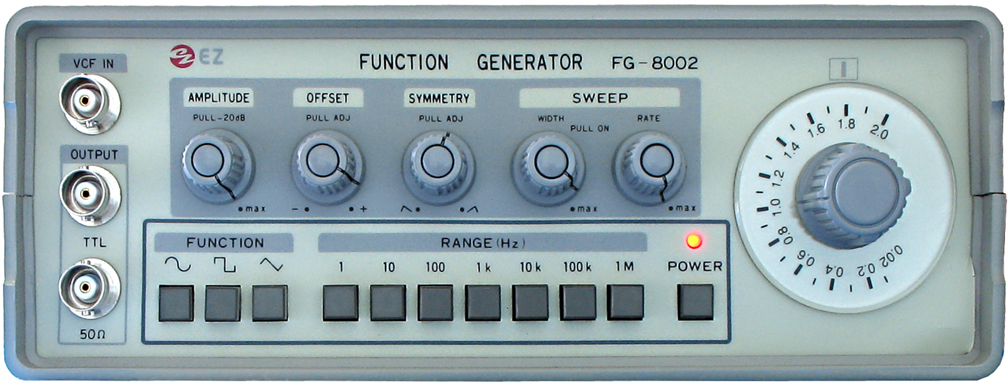 EZ FUNCTION GENERATOR FG-8002
VCF IN
OUTPUT
TTL
50Ω
AMPLITUDE OFFSET SYMMETRY SWEEP
PULL-20dB PULL ADJ PULL ADJ WIDTH PULL ON RATE
max - + max max
FUNCTION RANGE(Hz)
1 10 100 1k 10k 100k 1M POWER
0.02 0.2 0.4 0.6 0.8 1.0 1.2 1.4 1.6 1.8 2.0